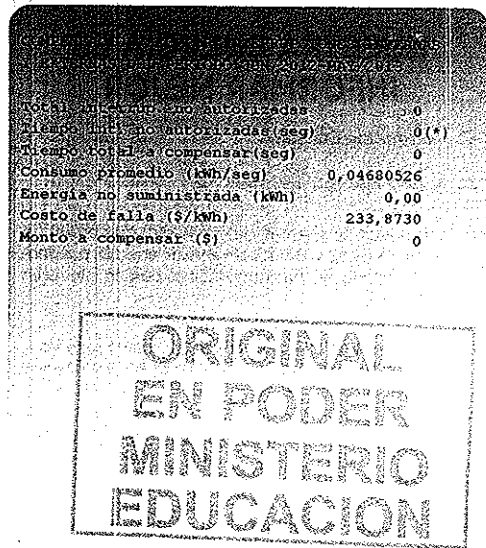 Total interrup. no autorizadas 0
Tiempo int. no autorizadas(seg) 0(*)
Tiempo total a compensar(seg) 0
Consumo promedio (kWh/seg) 0,04680526
Energía no suministrada (kWh) 0,00
Costo de falla ($/kWh) 233,8730
Monto a compensar ($) 0
ORIGINAL
EN PODER
MINISTERIO
EDUCACION